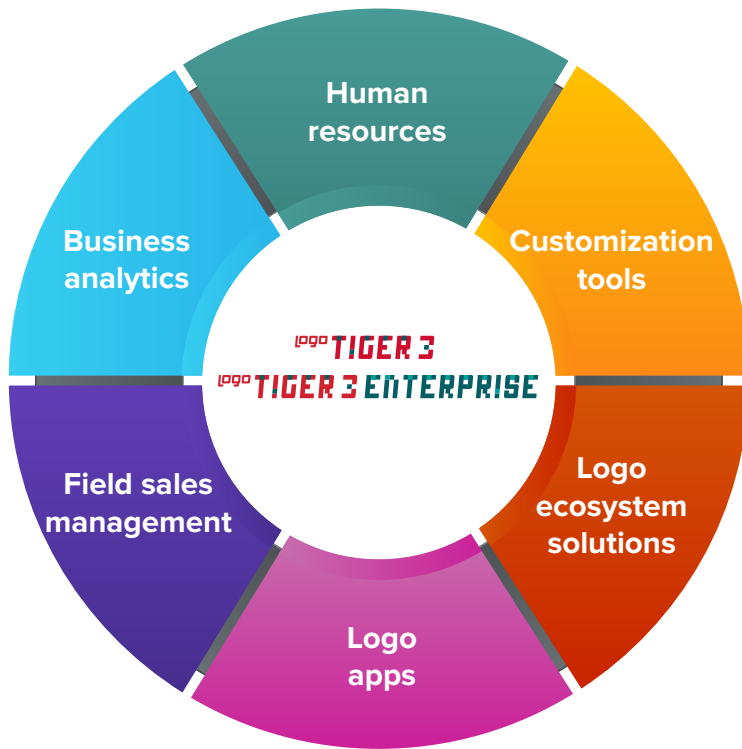 Human
resources
Customization
tools
Logo
ecosystem
solutions
Logo
apps
Field sales
management
Business
analytics
LOGO TIGER 3
LOGO TIGER 3 ENTERPRISE